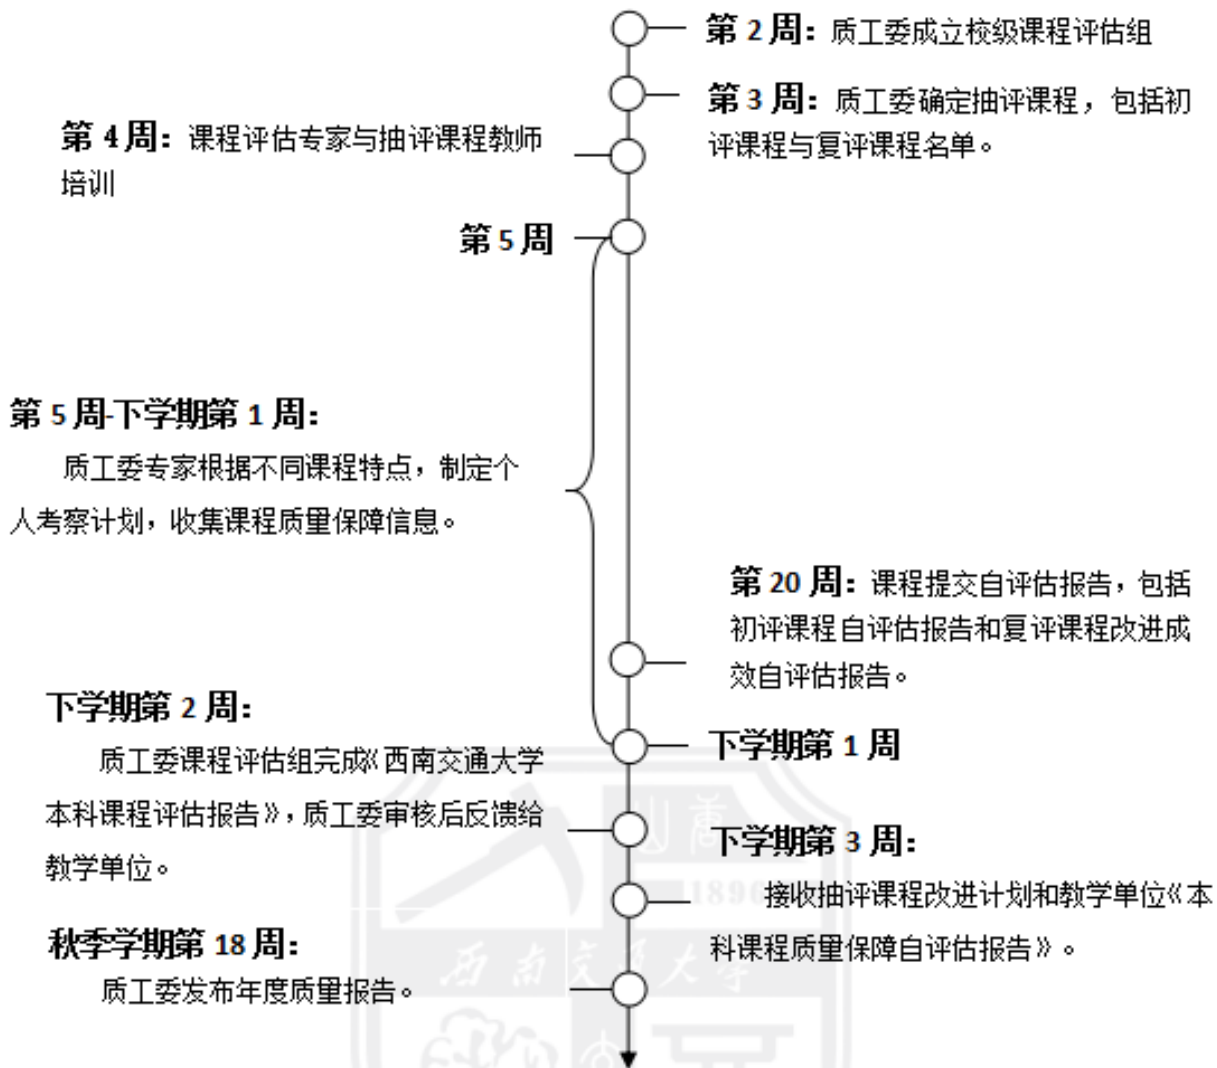 第 2 周：质工委成立校级课程评估组
第 3 周：质工委确定抽评课程，包括初
评课程与复评课程名单。
第 4 周：课程评估专家与抽评课程教师
培训
第 5 周
第 5 周-下学期第 1 周：
质工委专家根据不同课程特点，制定个
人考察计划，收集课程质量保障信息。
第 20 周：课程提交自评估报告，包括
初评课程自评估报告和复评课程改进成
效自评估报告。
下学期第 1 周
下学期第 2 周：
质工委课程评估组完成《西南交通大学
本科课程评估报告》，质工委审核后反馈给
教学单位。
下学期第 3 周：
接收抽评课程改进计划和教学单位《本
科课程质量保障自评估报告》。
秋季学期第 18 周：
质工委发布年度质量报告。
1896
西南交通大学